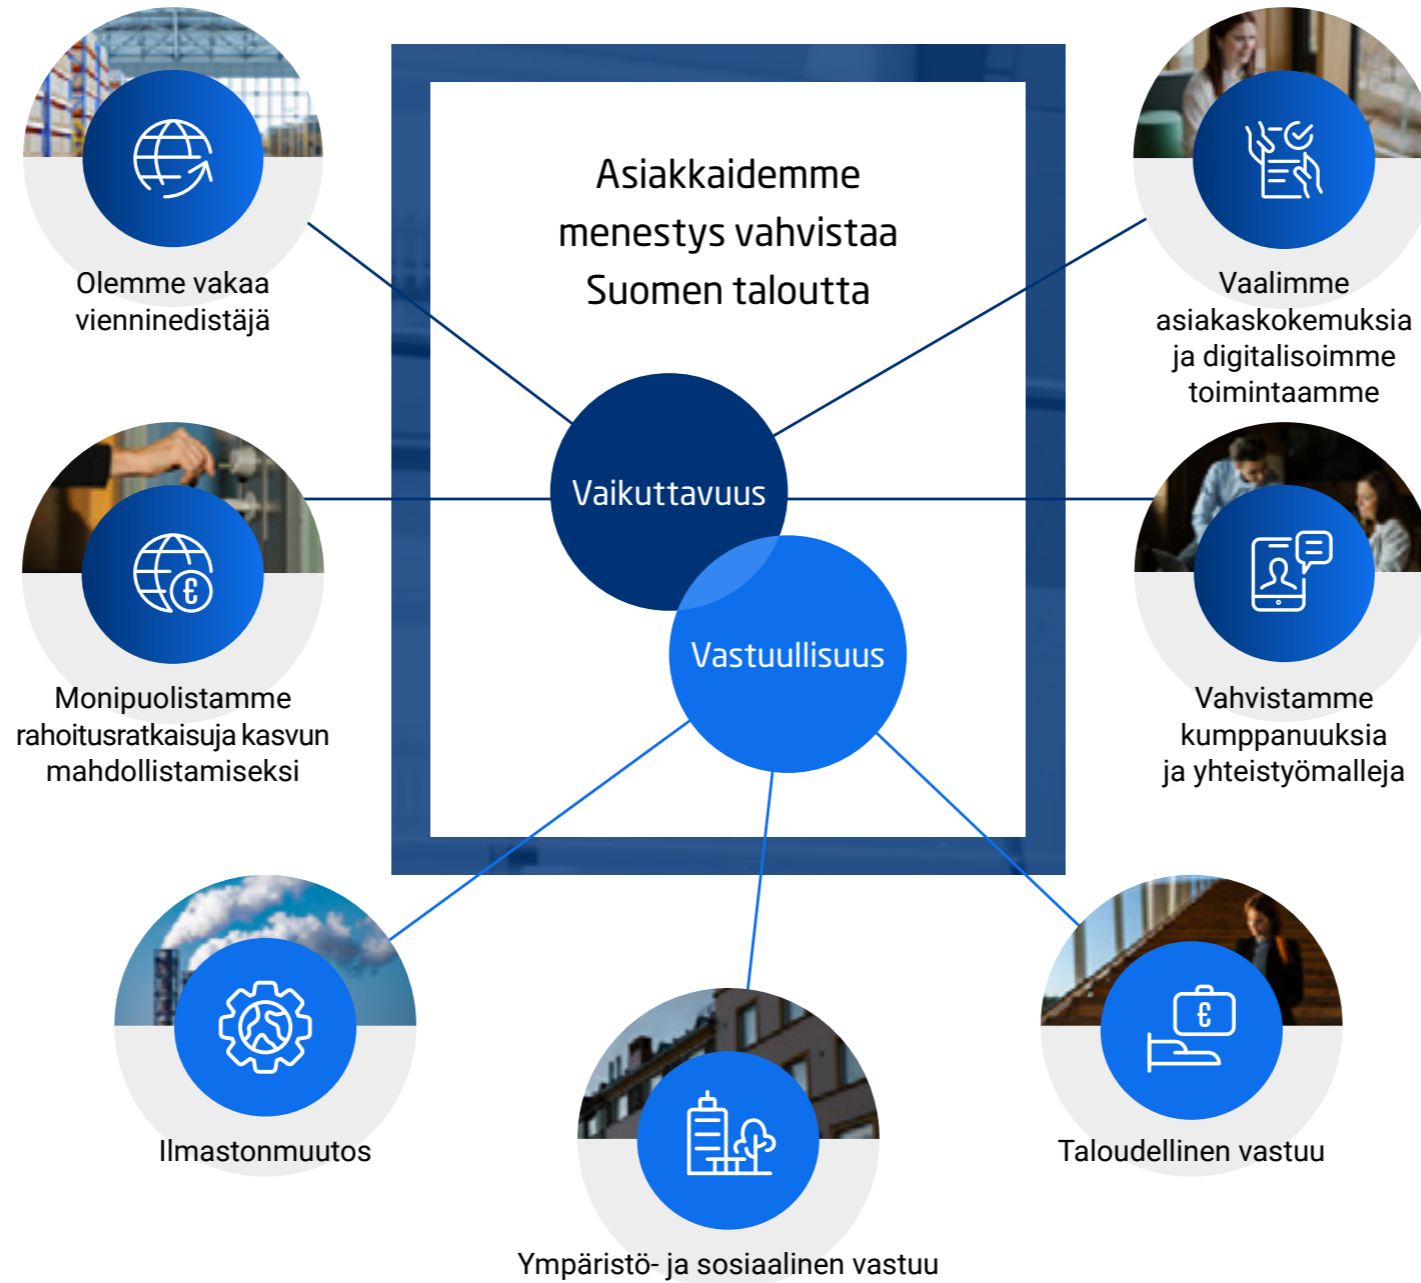 Asiakkaidemme
menestys vahvistaa
Suomen taloutta
Olemme vakaa
vienninedistäjä
Vaalimme
asiakaskokemuksia
ja digitalisoimme
toimintaamme
Vaikuttavuus
Vastuullisuus
Monipuolistamme
rahoitusratkaisuja kasvun
mahdollistamiseksi
Vahvistamme
kumppanuuksia
ja yhteistyömalleja
Ilmastonmuutos
Ympäristö- ja sosiaalinen vastuu
Taloudellinen vastuu